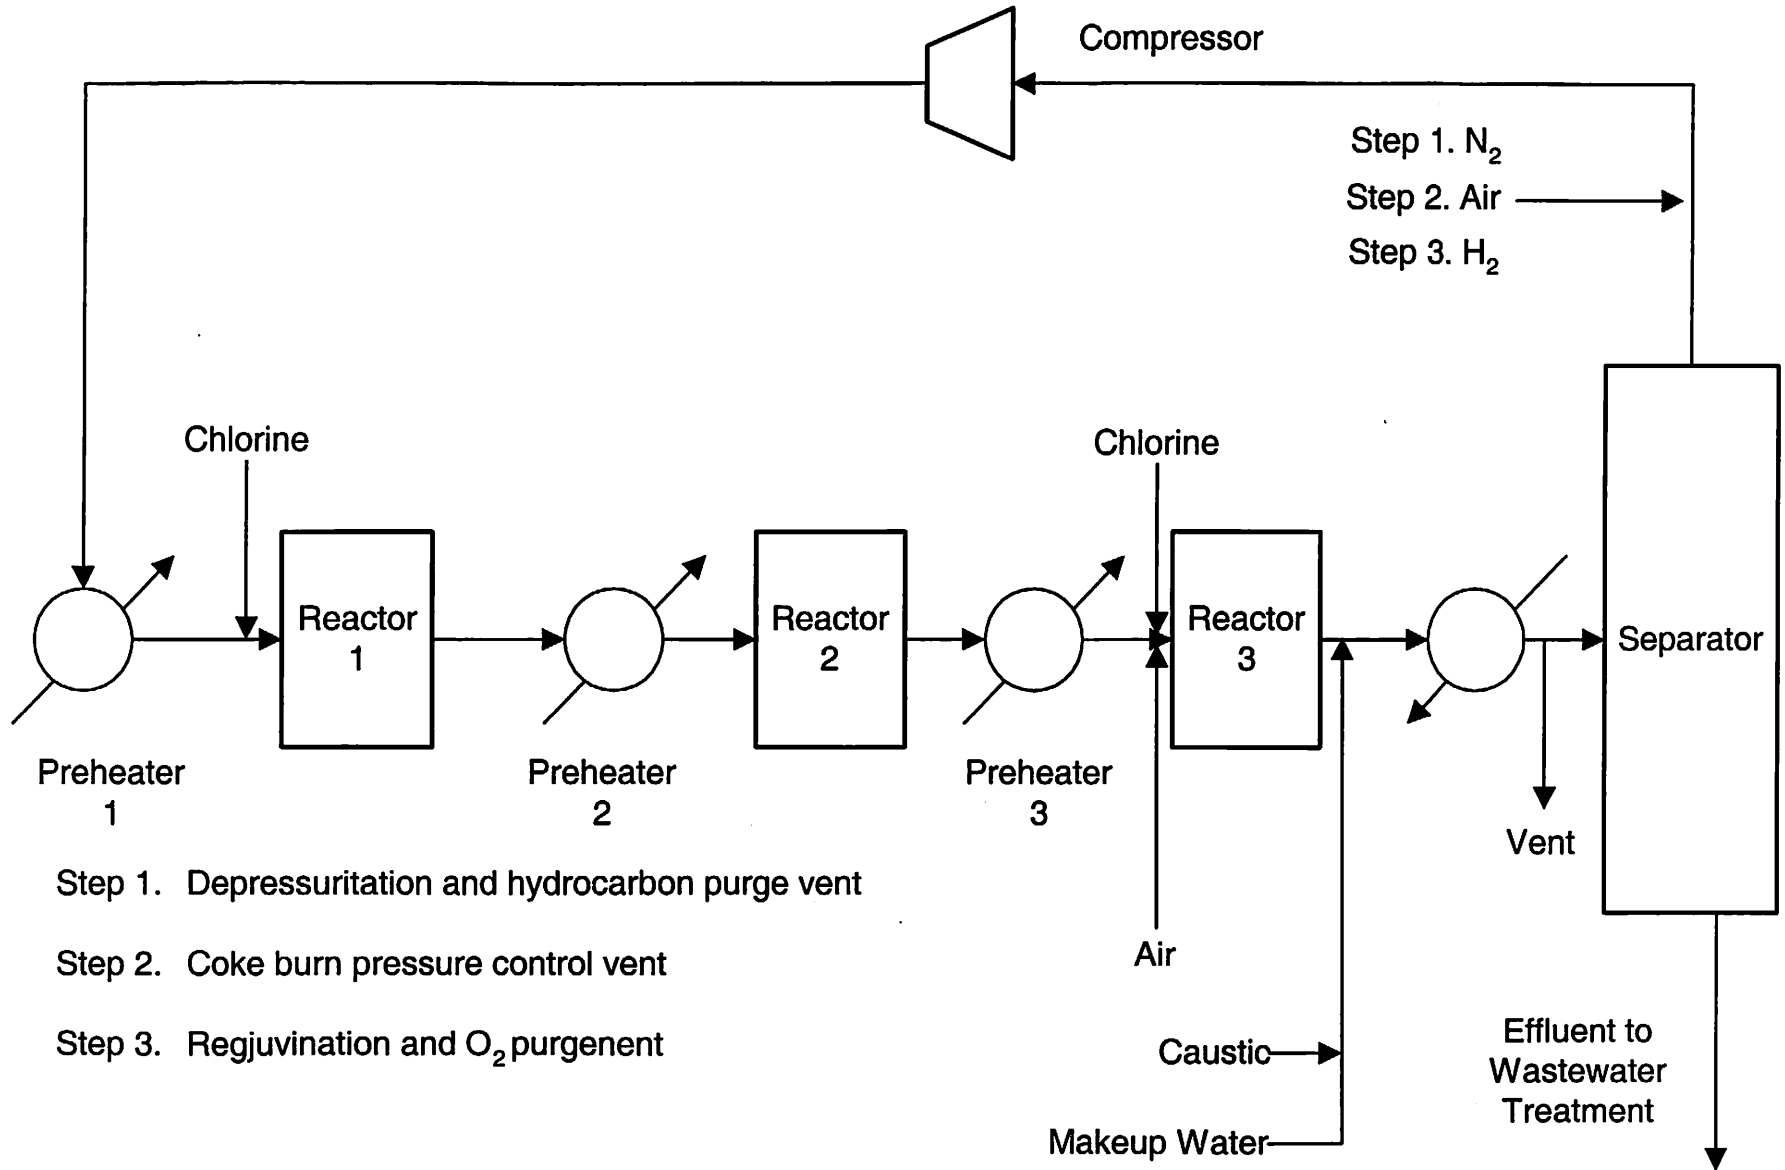 Compressor
Step 1. N2
Step 2. Air
Step 3. H2
Chlorine
Chlorine
Reactor
1
Reactor
2
Reactor
3
Separator
Preheater
1
Preheater
2
Preheater
3
Vent
Step 1. Depressuritation and hydrocarbon purge vent
Air
Step 2. Coke burn pressure control vent
Step 3. Regjuvination and O2 purgenent
Caustic
Makeup Water
Effluent to
Wastewater
Treatment